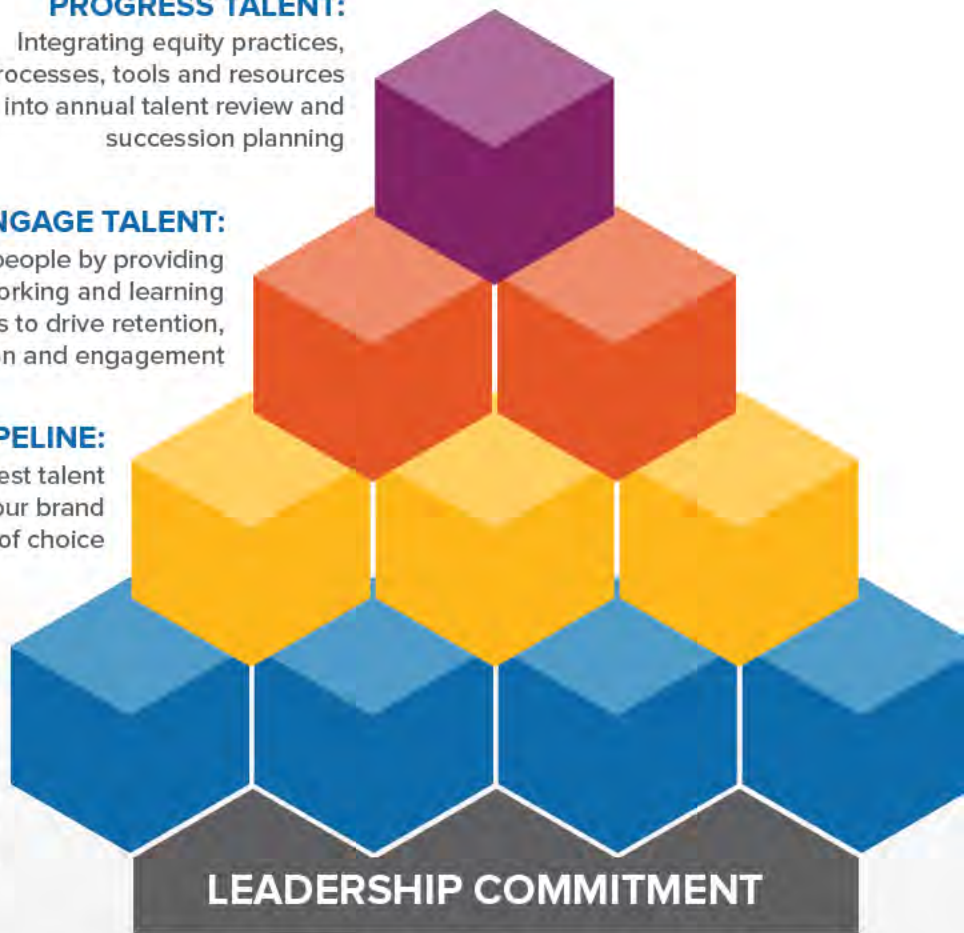 PROGRESS TALENT:
Integrating equity practices,
rocesses, tools and resources
into annual talent review and
succession planning
NGAGE TALENT:
people by providing
orking and learning
s to drive retention,
n and engagement
PELINE:
est talent
our brand
of choice
LEADERSHIP COMMITMENT